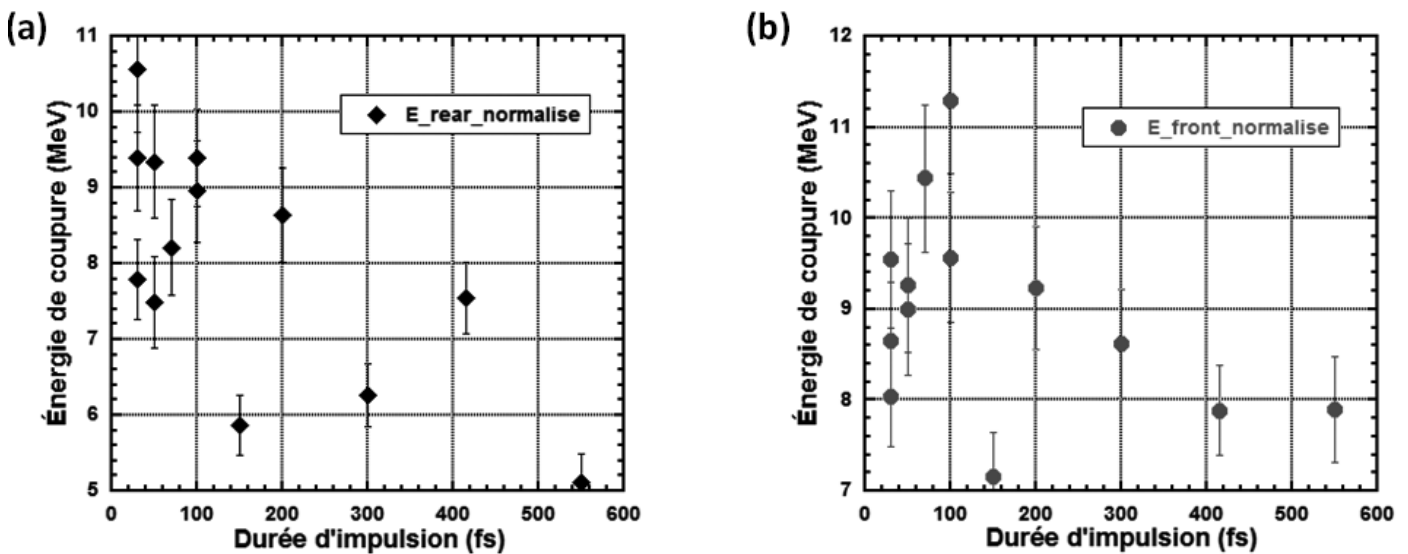 (a)
Énergie de coupure (MeV)
11
10
9
8
7
6
5
E_rear_normalise
0 100 200 300 400 500 600
Durée d'impulsion (fs)
(b)
Énergie de coupure (MeV)
12
11
10
9
8
7
E_front_normalise
0 100 200 300 400 500 600
Durée d'impulsion (fs)